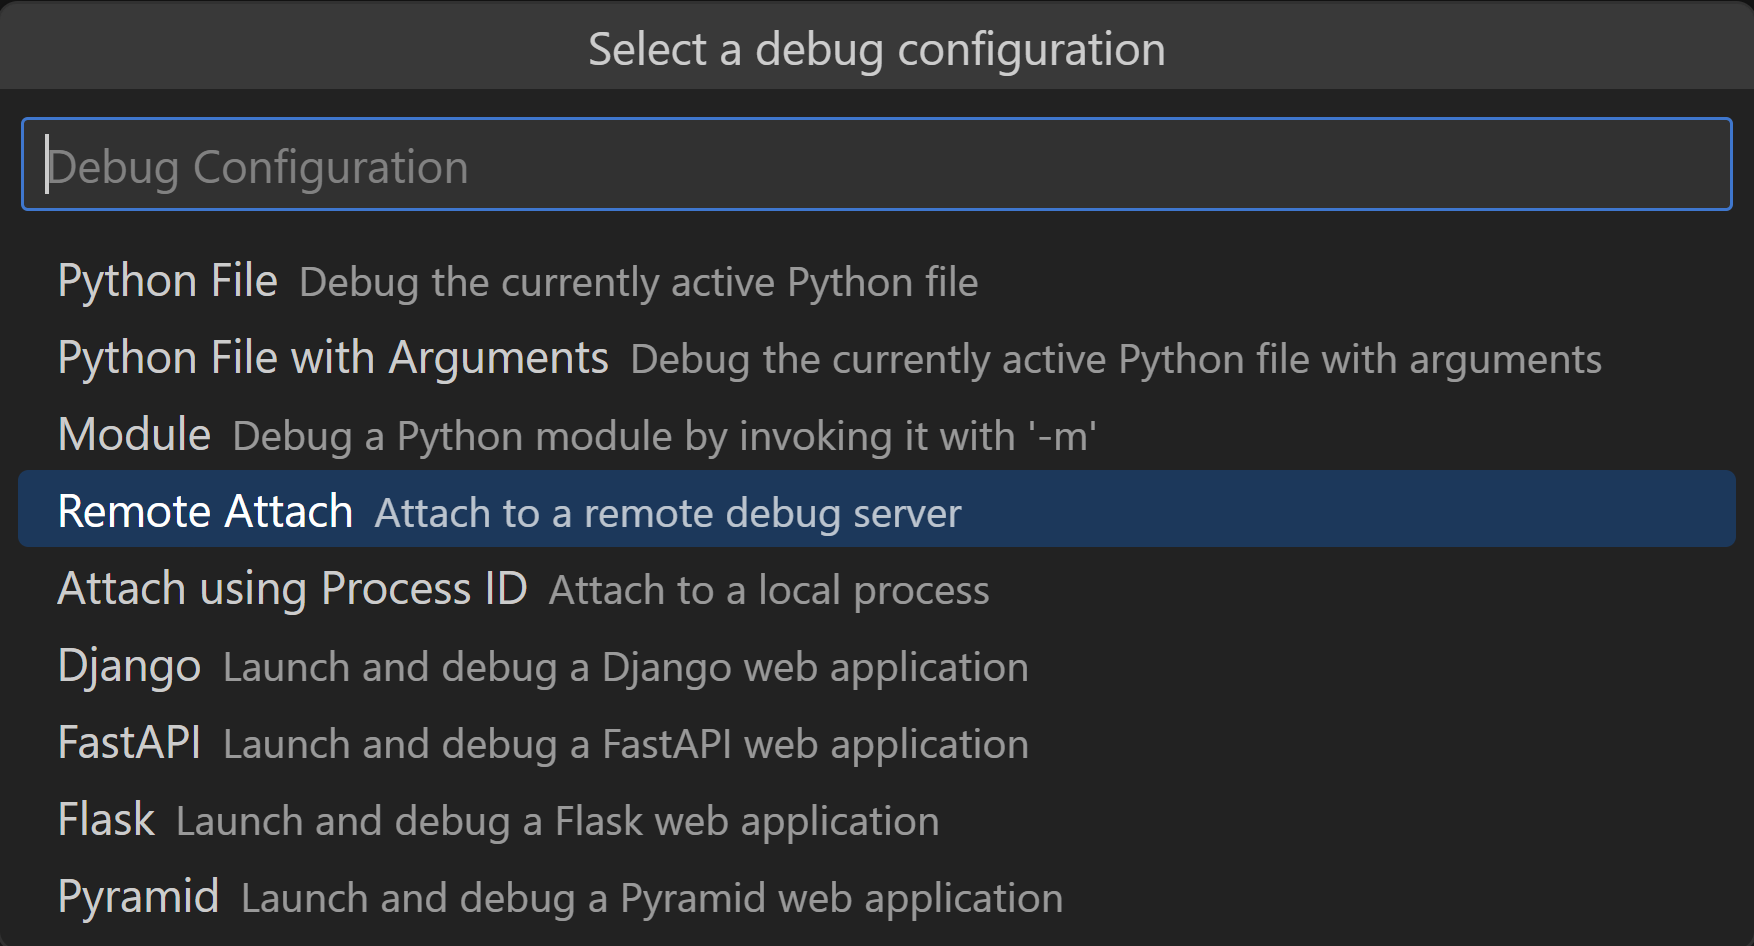 Select a debug configuration
Debug Configuration
Python File Debug the currently active Python file
Python File with Arguments Debug the currently active Python file with arguments
Module Debug a Python module by invoking it with '-m'
Remote Attach Attach to a remote debug server
Attach using Process ID Attach to a local process
Django Launch and debug a Django web application
FastAPI Launch and debug a FastAPI web application
Flask Launch and debug a Flask web application
Pyramid Launch and debug a Pyramid web application